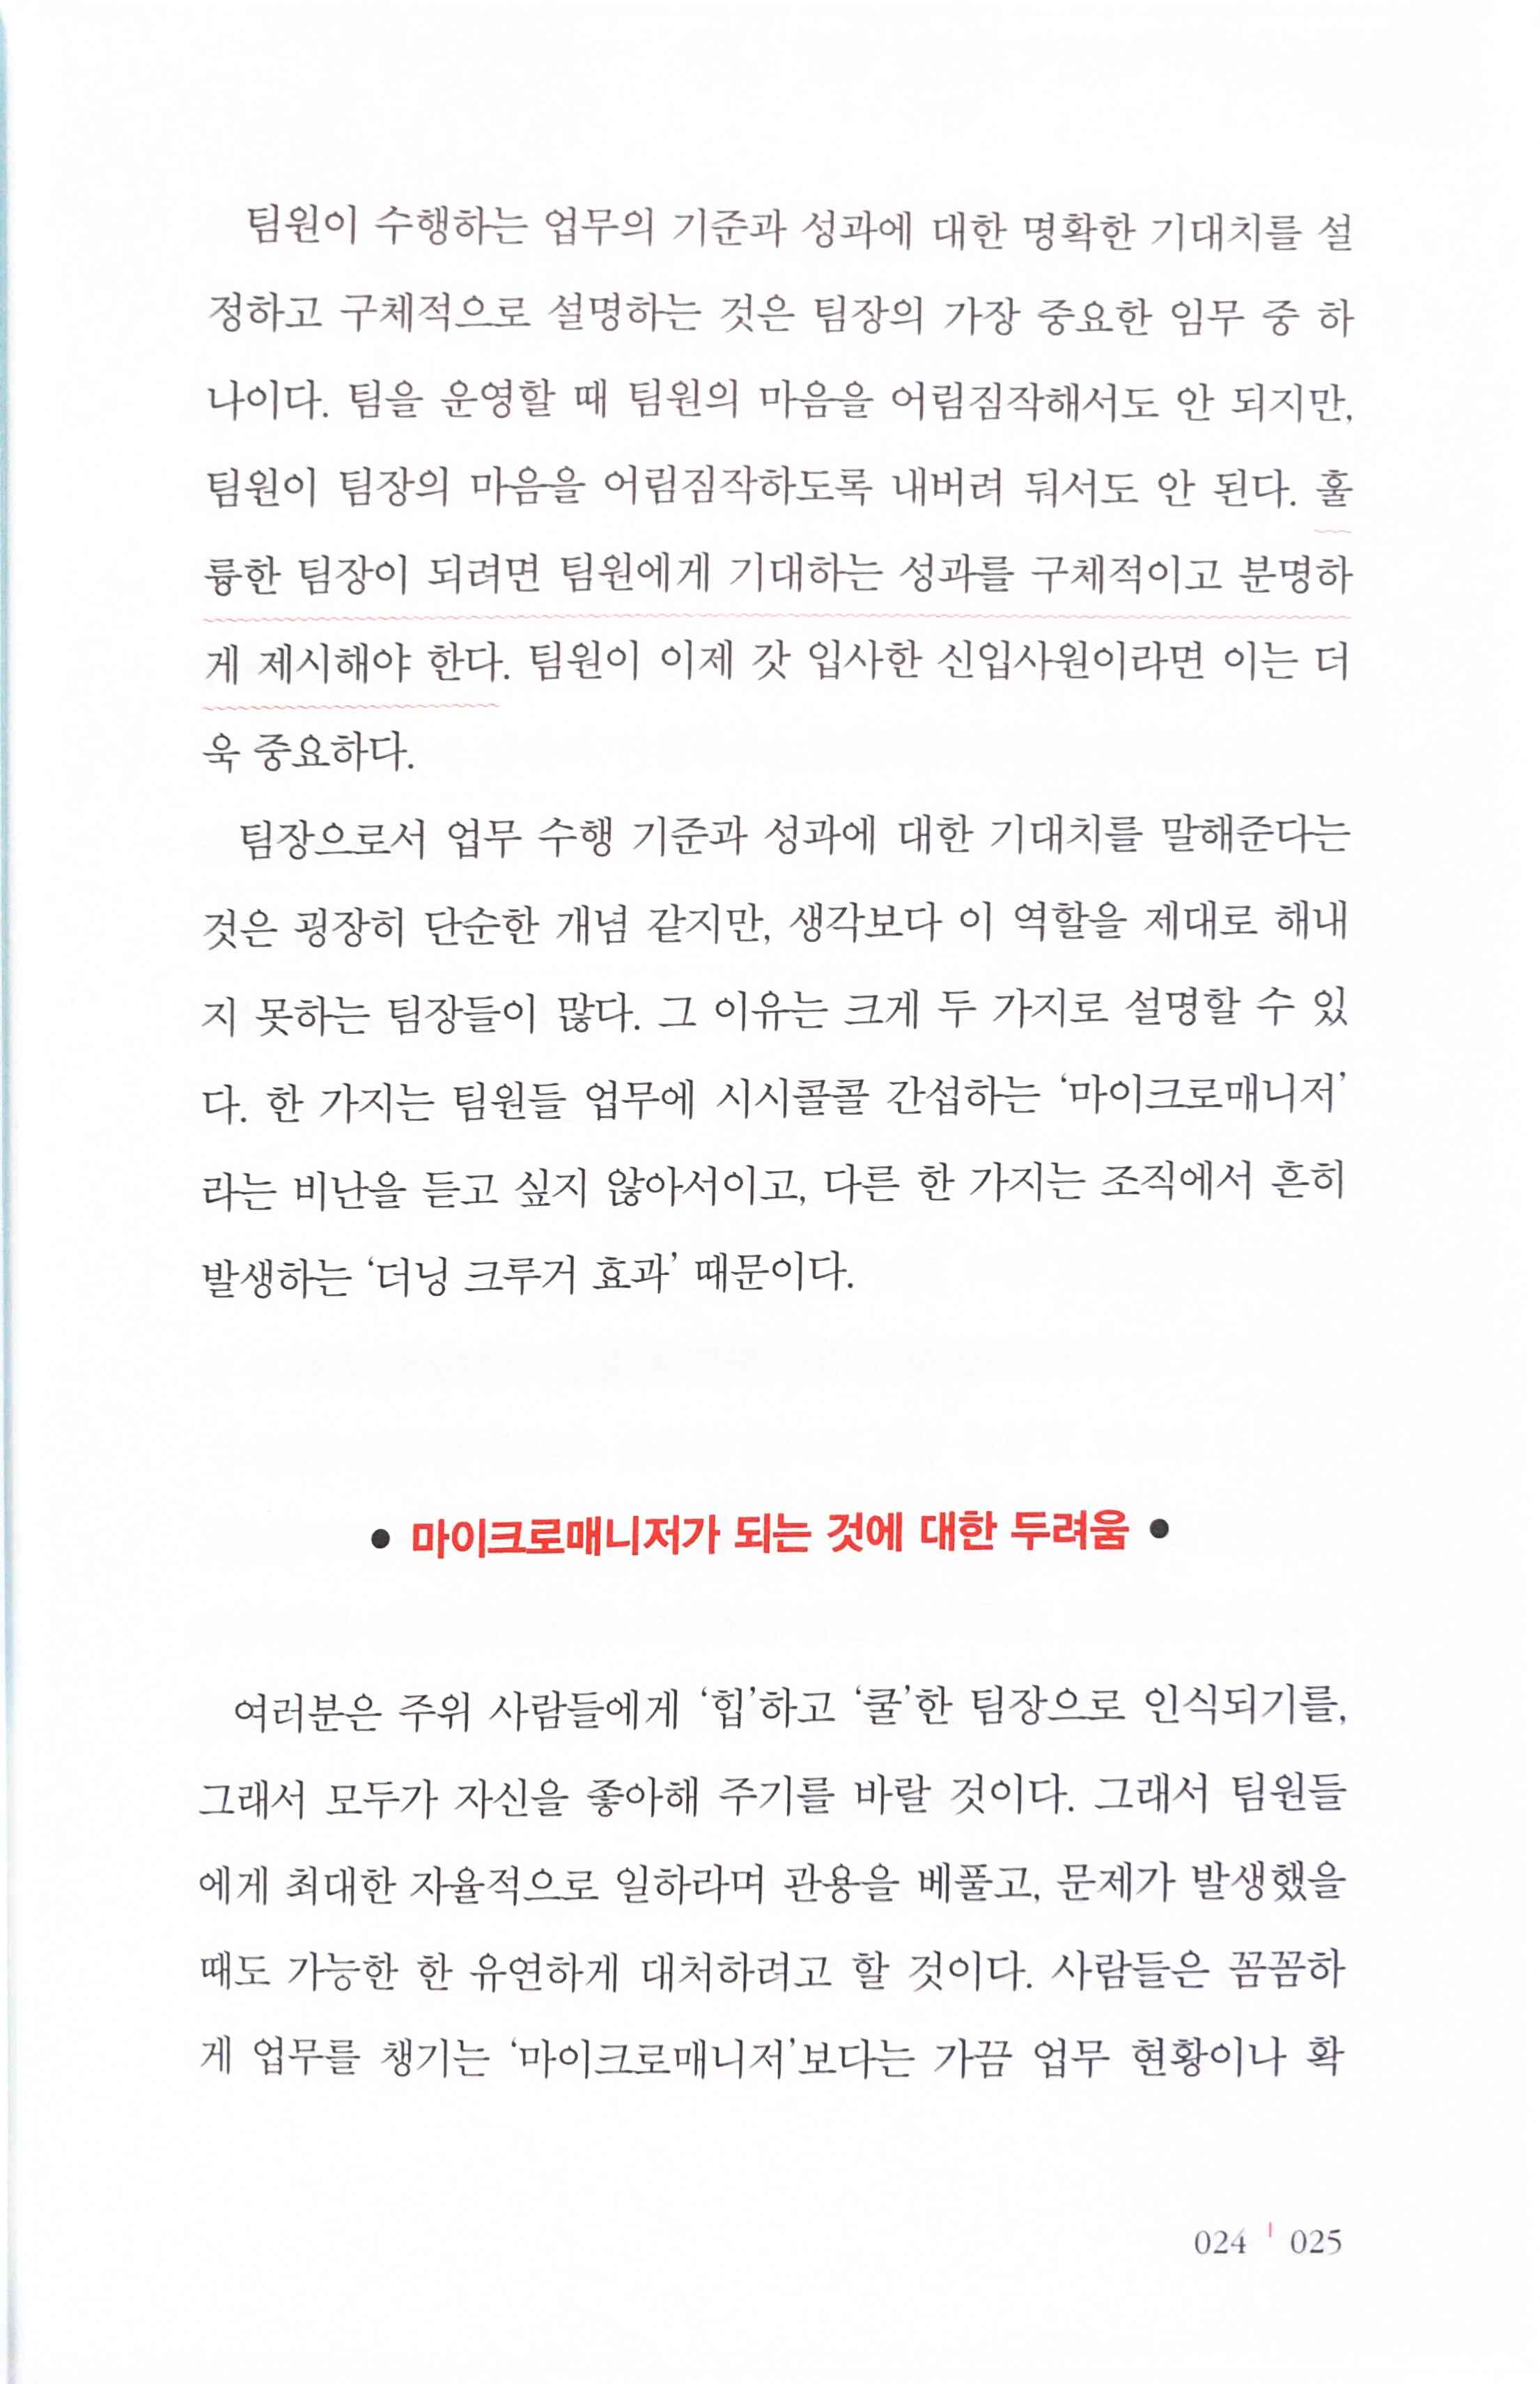 팀원이 수행하는 업무의 기준과 성과에 대한 명확한 기대치를 설
정하고 구체적으로 설명하는 것은 팀장의 가장 중요한 임무 중 하
나이다. 팀을 운영할 때 팀원의 마음을 어림짐작해서도 안 되지만,
팀원이 팀장의 마음을 어림짐작하도록 내버려 둬서도 안 된다. 훌
륭한 팀장이 되려면 팀원에게 기대하는 성과를 구체적이고 분명하
게 제시해야 한다. 팀원이 이제 갓 입사한 신입사원이라면 이는 더
욱 중요하다.
팀장으로서 업무 수행 기준과 성과에 대한 기대치를 말해준다는
것은 굉장히 단순한 개념 같지만, 생각보다 이 역할을 제대로 해내
지 못하는 팀장들이 많다. 그 이유는 크게 두 가지로 설명할 수 있
다. 한 가지는 팀원들 업무에 시시콜콜 간섭하는 ‘마이크로매니저’
라는 비난을 듣고 싶지 않아서이고, 다른 한 가지는 조직에서 흔히
발생하는 ‘더닝 크루거 효과’ 때문이다.
• 마이크로매니저가 되는 것에 대한 두려움 •
여러분은 주위 사람들에게 ‘힙’하고 ‘쿨’한 팀장으로 인식되기를,
그래서 모두가 자신을 좋아해 주기를 바랄 것이다. 그래서 팀원들
에게 최대한 자율적으로 일하라며 관용을 베풀고, 문제가 발생했을
때도 가능한 한 유연하게 대처하려고 할 것이다. 사람들은 꼼꼼하
게 업무를 챙기는 ‘마이크로매니저’보다는 가끔 업무 현황이나 확
024 | 025